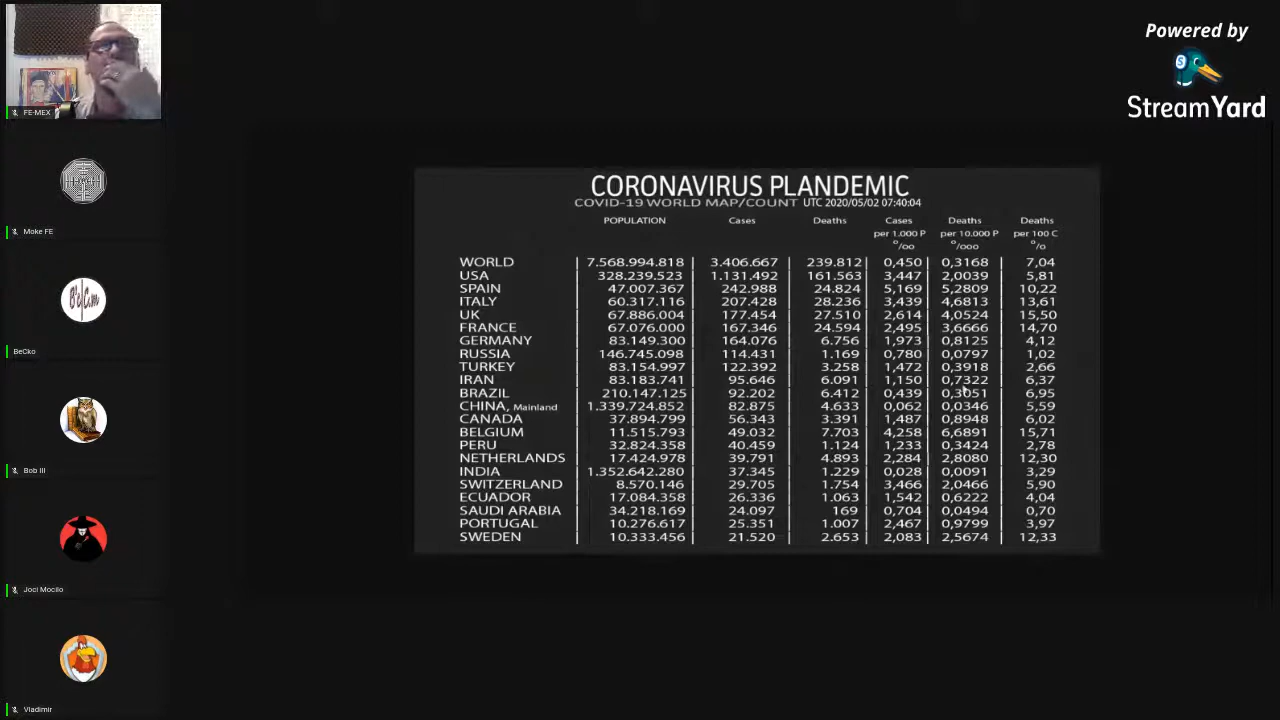 Powered by
StreamYard
FE-MEX
Moke FE
BeCko
Bob III
Joci Mocilo
Vladimir
CORONAVIRUS PLANDEMIC
COVID-19 WORLD MAP/COUNT UTC 2020/05/02 07:40:04
POPULATION Cases Deaths Cases Deaths Deaths
per 1.000 P per 10.000 P per 100 C
°/oo °/ooo °/o
WORLD 7.568.994.818 3.406.667 239.812 0,450 0,3168 7,04
USA 328.239.523 1.131.492 161.563 3,447 2,0039 5,81
SPAIN 47.007.367 242.988 24.824 5,169 5,2809 10,22
ITALY 60.317.116 207.428 28.236 3,439 4,6813 13,61
UK 67.886.004 177.454 27.510 2,614 4,0524 15,50
FRANCE 67.076.000 167.346 24.594 2,495 3,6666 14,70
GERMANY 83.149.300 164.076 6.756 1,973 0,8125 4,12
RUSSIA 146.745.098 114.431 1.169 0,780 0,0797 1,02
TURKEY 83.154.997 122.392 3.258 1,472 0,3918 2,66
IRAN 83.183.741 95.646 6.091 1,150 0,7322 6,37
BRAZIL 210.147.125 92.202 6.412 0,439 0,3051 6,95
CHINA, Mainland 1.339.724.852 82.875 4.633 0,062 0,0346 5,59
CANADA 37.894.799 56.343 3.391 1,487 0,8948 6,02
BELGIUM 11.515.793 49.032 7.703 4,258 6,6891 15,71
PERU 32.824.358 40.459 1.124 1,233 0,3424 2,78
NETHERLANDS 17.424.978 39.791 4.893 2,284 2,8080 12,30
INDIA 1.352.642.280 37.345 1.229 0,028 0,0091 3,29
SWITZERLAND 8.570.146 29.705 1.754 3,466 2,0466 5,90
ECUADOR 17.084.358 26.336 1.063 1,542 0,6222 4,04
SAUDI ARABIA 34.218.169 24.097 169 0,704 0,0494 0,70
PORTUGAL 10.276.617 25.351 1.007 2,467 0,9799 3,97
SWEDEN 10.333.456 21.520 2.653 2,083 2,5674 12,33